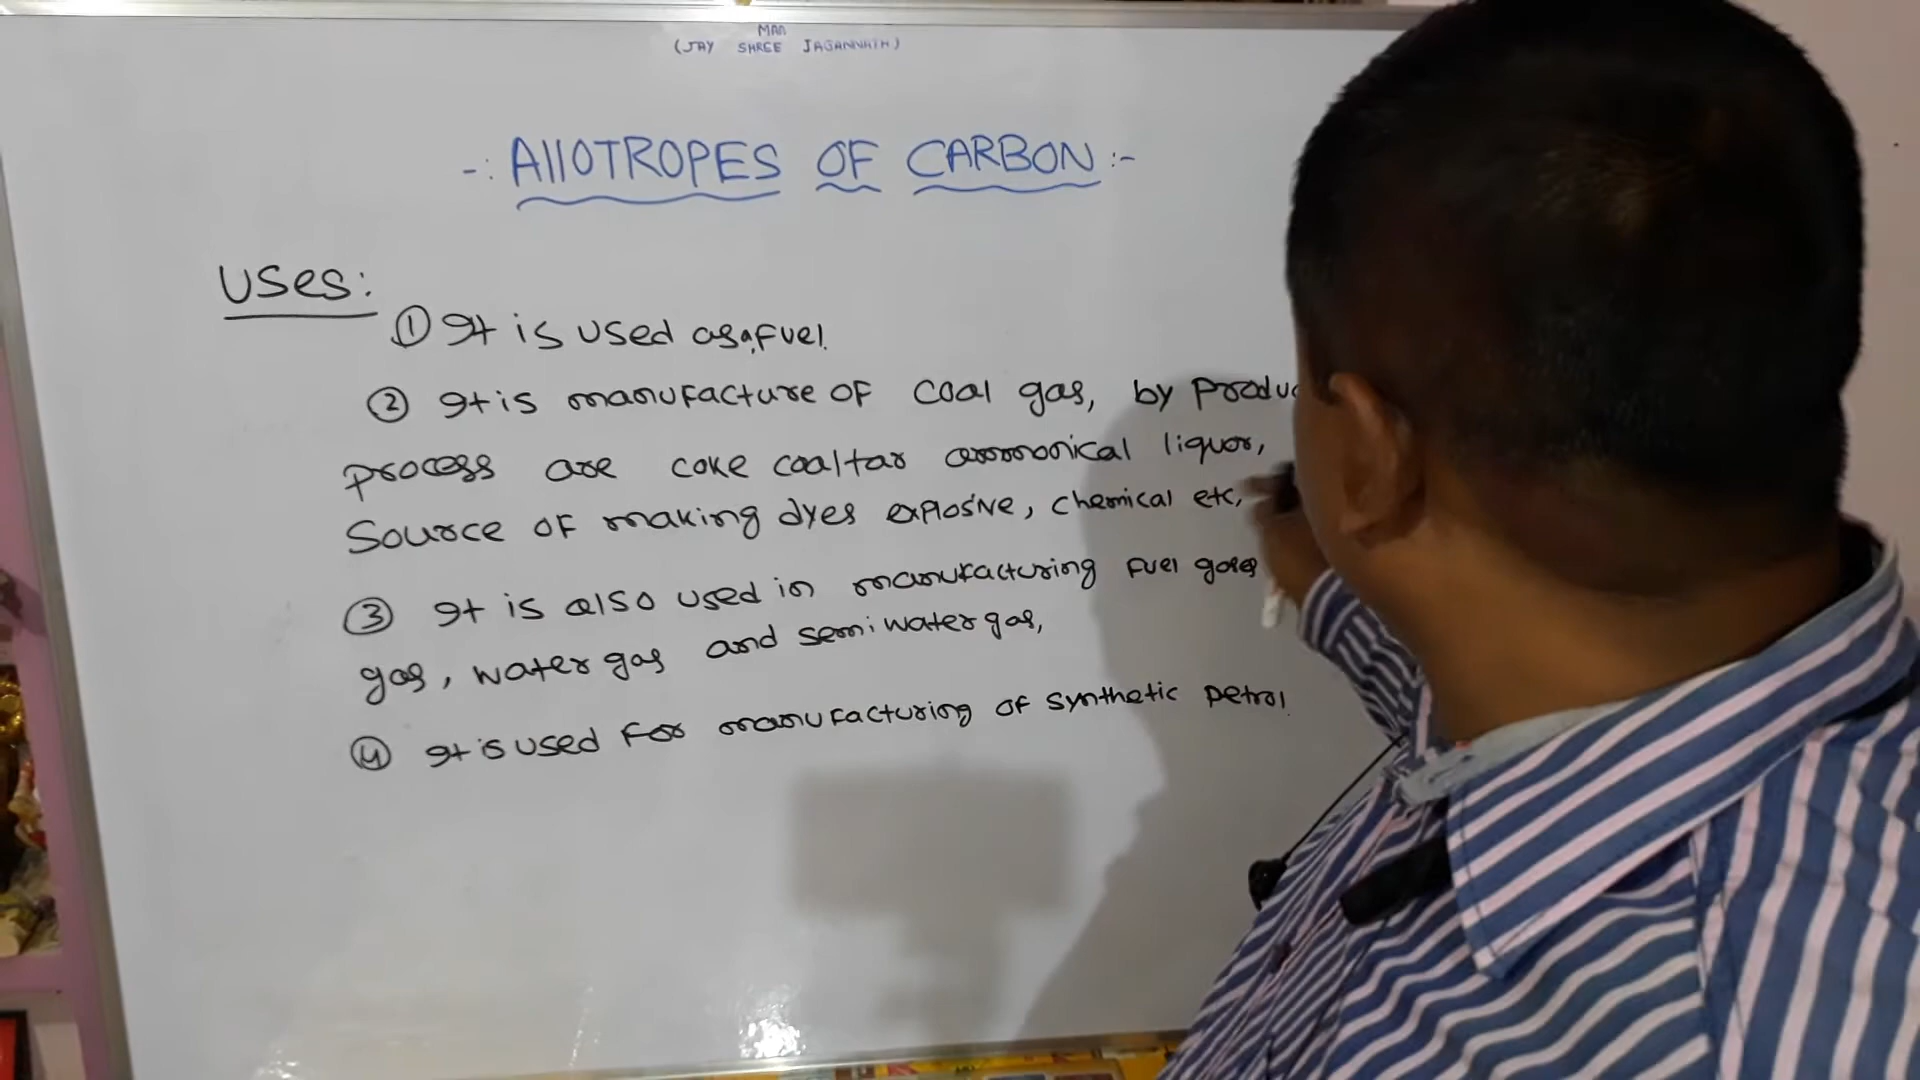 MAA
(JAY SHREE JAGANNATH)
-: AllOTROPES OF CARBON :-
Uses:
① It is used as a Fuel.
② It is manufacture of coal gas, by produc
process are coke coaltar ammonical liquor,
Source of making dyes explosive, chemical etc,
③ It is also used in manufacturing fuel gases
gas, water gas and semi water gas,
④ It is used for manufacturing of synthetic petrol.